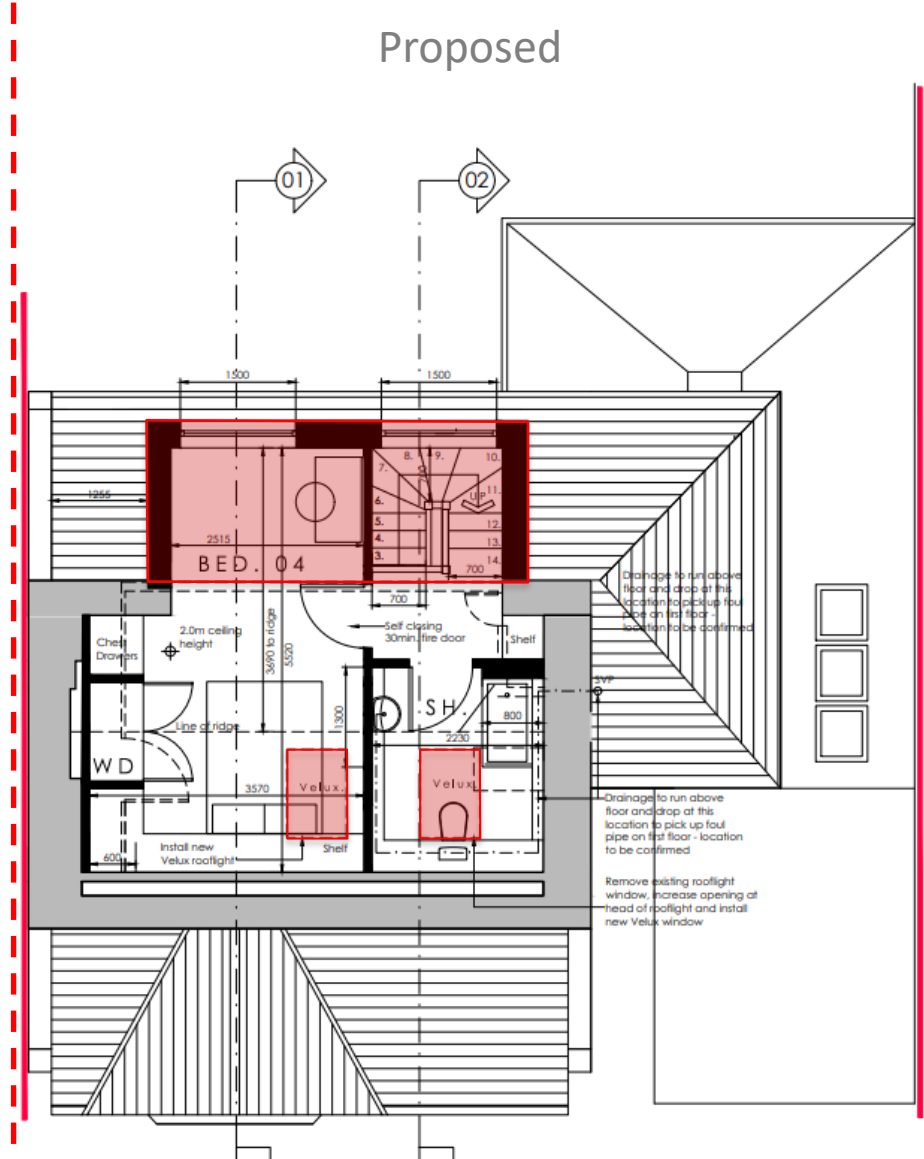 Proposed
01
02
1500
1500
8.
9.
10.
7.
700
11.
UP
6.
5.
12.
4.
13.
3.
14.
1255
2515
BED. 04
700
700
Drainage to run above
floor and drop at this
location to pick up foul
pipe on first floor -
location to be confirmed
Self closing
30min. fire door
Shelf
2.0m ceiling
height
Chest
Drawers
3690 to ridge
5520
SVP
SH.
800
1300
Line of ridge
2230
WD
3570
Velux.
Velux.
Drainage to run above
floor and drop at this
location to pick up foul
pipe on first floor - location
to be confirmed
Install new
Velux rooflight
Shelf
600
Remove existing rooflight
window, increase opening at
head of rooflight and install
new Velux window